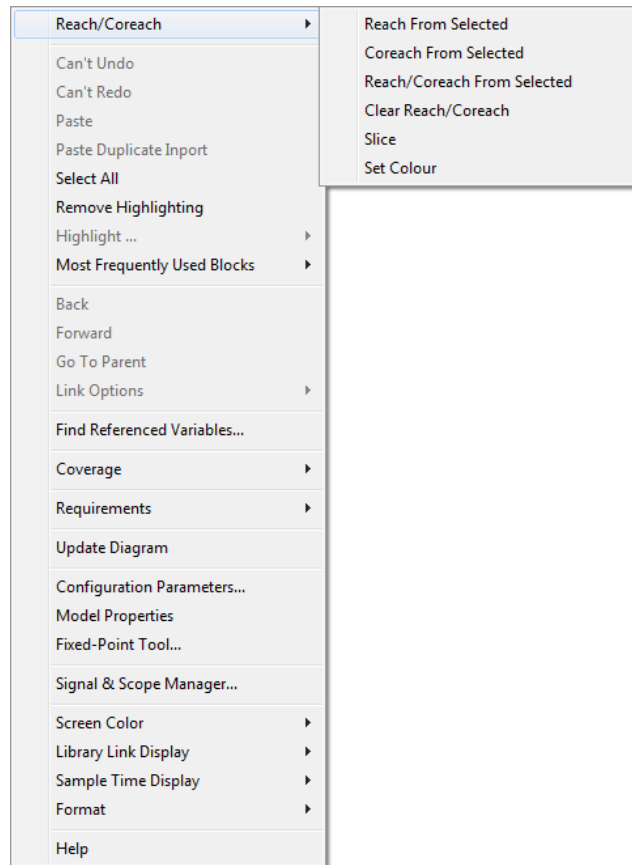 Reach/Coreach
Can't Undo
Can't Redo
Paste
Paste Duplicate Inport
Select All
Remove Highlighting
Highlight ...
Most Frequently Used Blocks
Back
Forward
Go To Parent
Link Options
Find Referenced Variables...
Coverage
Requirements
Update Diagram
Configuration Parameters...
Model Properties
Fixed-Point Tool...
Signal & Scope Manager...
Screen Color
Library Link Display
Sample Time Display
Format
Help
Reach From Selected
Coreach From Selected
Reach/Coreach From Selected
Clear Reach/Coreach
Slice
Set Colour